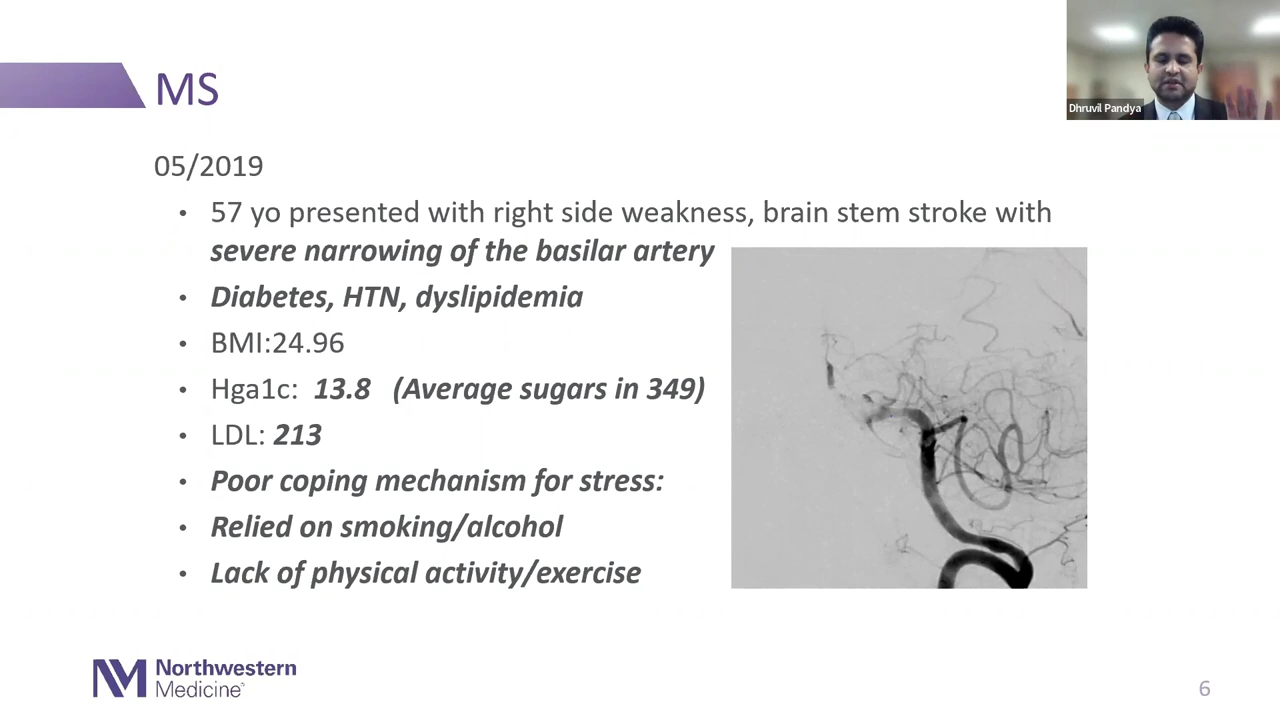 MS
Dhruvil Pandya
05/2019
• 57 yo presented with right side weakness, brain stem stroke with
severe narrowing of the basilar artery
• Diabetes, HTN, dyslipidemia
• BMI:24.96
• Hga1c: 13.8 (Average sugars in 349)
• LDL: 213
• Poor coping mechanism for stress:
• Relied on smoking/alcohol
• Lack of physical activity/exercise
NM Northwestern
Medicine
6